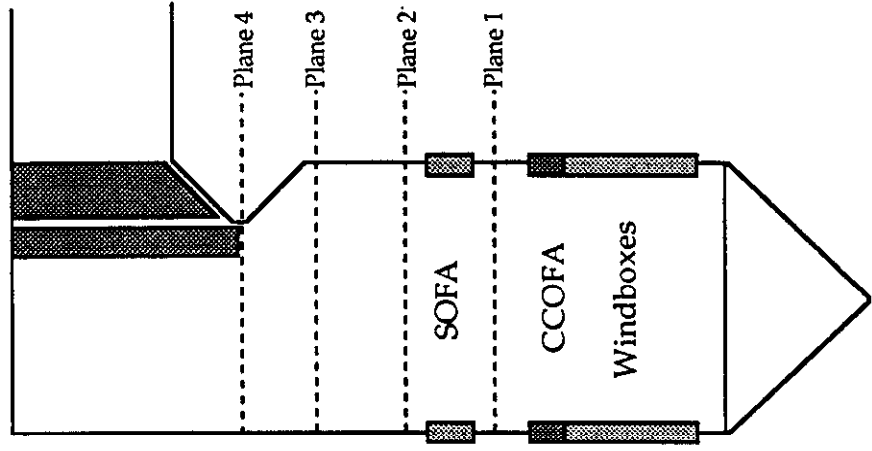 Plane 4
Plane 3
Plane 2
Plane 1
SOFA
CCOFA
Windboxes